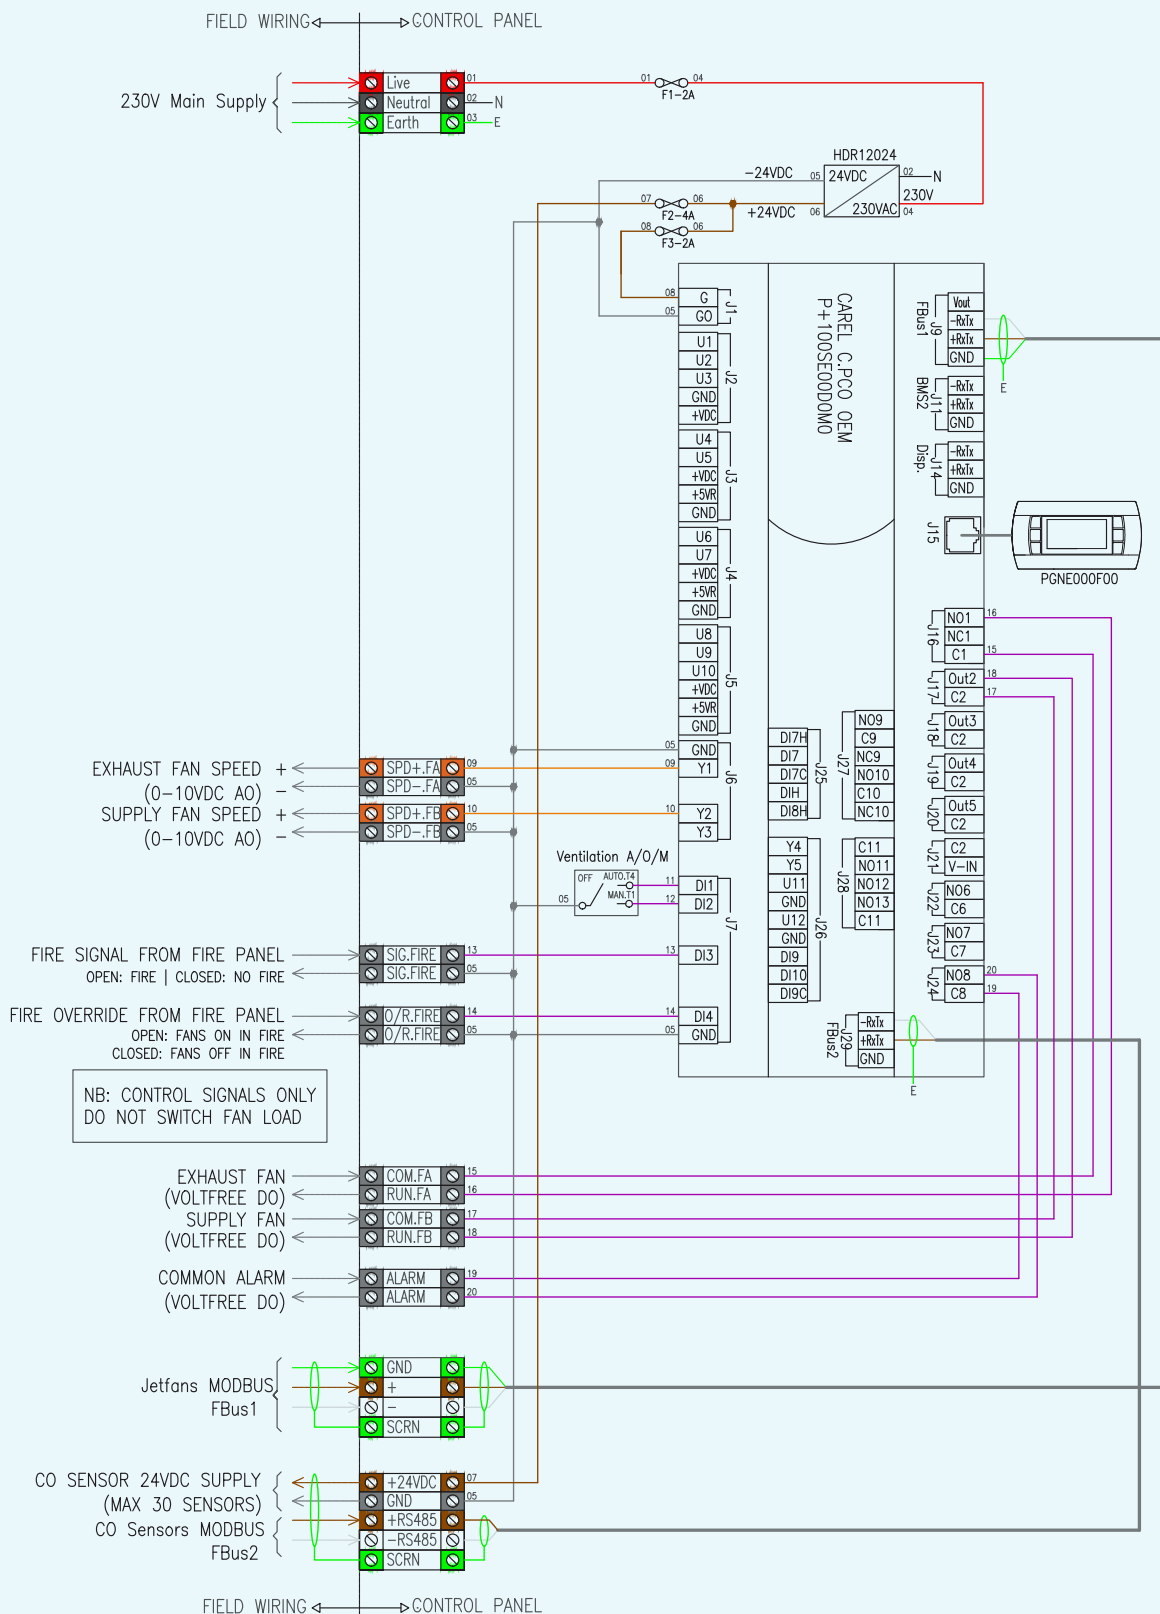 FIELD WIRING
CONTROL PANEL
230V Main Supply
Live
01
Neutral
02
N
Earth
03
E
01
04
F1-2A
HDR12024
-24VDC
05
24DC
02
N
230V
+24VDC
06
230VAC
04
07
06
F2-4A
08
06
F3-2A
CAREL C.PCO OEM
P+100SE00D0M0
08
G
05
G0
J1
U1
U2
U3
GND
+VDC
J2
U4
U5
+VDC
+5VR
GND
J3
U6
U7
+VDC
+5VR
GND
J4
U8
U9
U10
+VDC
+5VR
GND
J5
05
GND
09
Y1
10
Y2
Y3
J6
11
DI1
12
DI2
13
DI3
14
DI4
05
GND
J7
Vout
-RxTx
+RxTx
GND
J9
FBus1
E
-RxTx
+RxTx
GND
J11
BMS2
-RxTx
+RxTx
GND
J14
Disp.
J15
PGNE000F00
NO1
16
NC1
C1
15
J16
Out2
18
C2
17
J17
Out3
C2
J18
Out4
C2
J19
Out5
C2
J20
C2
V-IN
J21
NO6
C6
J22
NO7
C7
J23
NO8
20
C8
19
J24
DI7H
DI7
DI7C
DIH
DI8H
J25
NO9
C9
NC9
NO10
C10
NC10
J27
Y4
Y5
U11
GND
U12
GND
DI9
DI10
DI9C
J26
C11
NO11
NO12
NO13
C11
J28
-RxTx
+RxTx
GND
J29
FBus2
E
EXHAUST FAN SPEED +
(0-10VDC AO) -
SUPPLY FAN SPEED +
(0-10VDC AO) -
SPD+.FA
09
SPD-.FA
05
SPD+.FB
10
SPD-.FB
05
Ventilation A/O/M
OFF
AUTO.T4
MAN.T1
05
FIRE SIGNAL FROM FIRE PANEL
OPEN: FIRE | CLOSED: NO FIRE
SIG.FIRE
13
SIG.FIRE
05
FIRE OVERRIDE FROM FIRE PANEL
OPEN: FANS ON IN FIRE
CLOSED: FANS OFF IN FIRE
O/R.FIRE
14
O/R.FIRE
05
NB: CONTROL SIGNALS ONLY
DO NOT SWITCH FAN LOAD
EXHAUST FAN
(VOLTFREE DO)
COM.FA
15
RUN.FA
16
SUPPLY FAN
(VOLTFREE DO)
COM.FB
17
RUN.FB
18
COMMON ALARM
(VOLTFREE DO)
ALARM
19
ALARM
20
Jetfans MODBUS
FBus1
GND
+
-
SCRN
CO SENSOR 24VDC SUPPLY
(MAX 30 SENSORS)
+24VDC
07
GND
05
CO Sensors MODBUS
FBus2
+RS485
-RS485
SCRN
FIELD WIRING
CONTROL PANEL